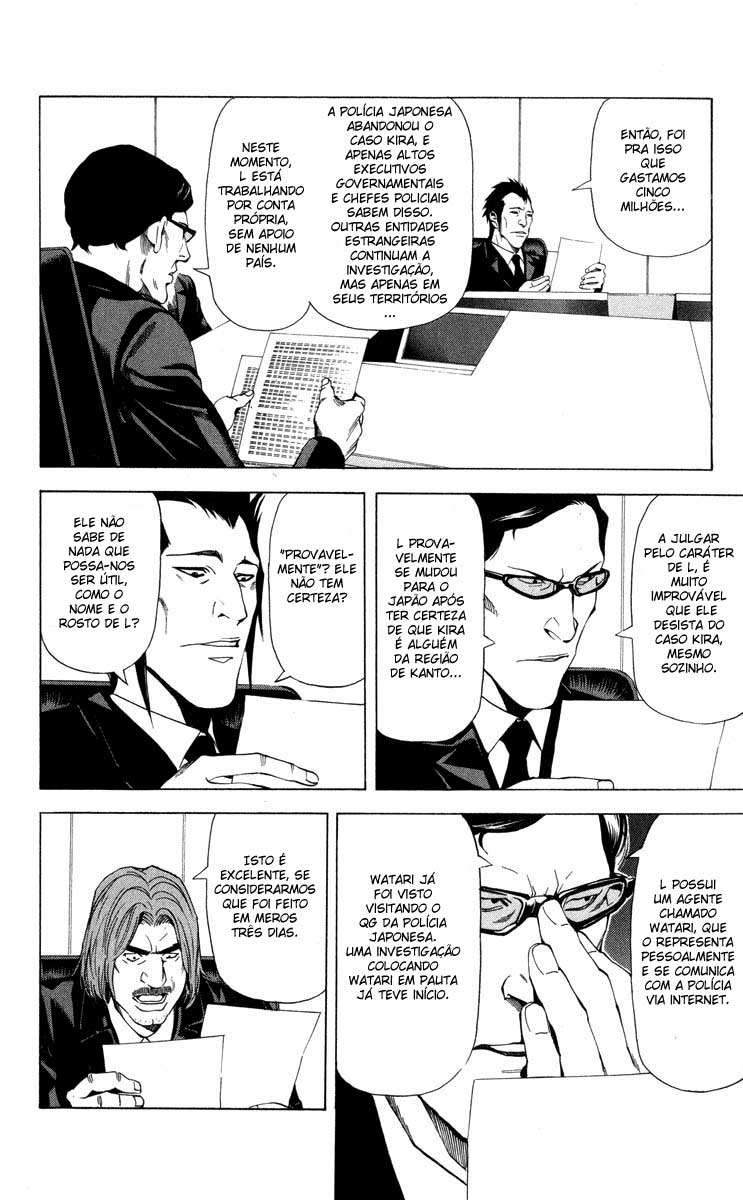 ENTÃO, FOI
PRA ISSO
QUE
GASTAMOS
CINCO
MILHÕES...
A POLÍCIA JAPONESA
ABANDONOU O
CASO KIRA, E
APENAS ALTOS
EXECUTIVOS
GOVERNAMENTAIS
E CHEFES POLICIAIS
SABEM DISSO.
OUTRAS ENTIDADES
ESTRANGEIRAS
CONTINUAM A
INVESTIGAÇÃO,
MAS APENAS EM
SEUS TERRITÓRIOS
...
NESTE
MOMENTO,
L ESTÁ
TRABALHANDO
POR CONTA
PRÓPRIA,
SEM APOIO
DE NENHUM
PAÍS.
A JULGAR
PELO CARÁTER
DE L, É
MUITO
IMPROVÁVEL
QUE ELE
DESISTA DO
CASO KIRA,
MESMO
SOZINHO.
L PROVA-
VELMENTE
SE MUDOU
PARA O
JAPÃO APÓS
TER CERTEZA
DE QUE KIRA
É ALGUÉM
DA REGIÃO
DE KANTO...
"PROVAVEL-
MENTE"? ELE
NÃO TEM
CERTEZA?
ELE NÃO
SABE DE
NADA QUE
POSSA-NOS
SER ÚTIL,
COMO O
NOME E O
ROSTO DE L?
L POSSUI
UM AGENTE
CHAMADO
WATARI, QUE
O REPRESENTA
PESSOALMENTE
E SE COMUNICA
COM A POLÍCIA
VIA INTERNET.
WATARI JÁ
FOI VISTO
VISITANDO O
QG DA POLÍCIA
JAPONESA.
UMA INVESTIGAÇÃO
COLOCANDO
WATARI EM PAUTA
JÁ TEVE INÍCIO.
ISTO É
EXCELENTE, SE
CONSIDERARMOS
QUE FOI FEITO
EM MEROS
TRÊS DIAS.